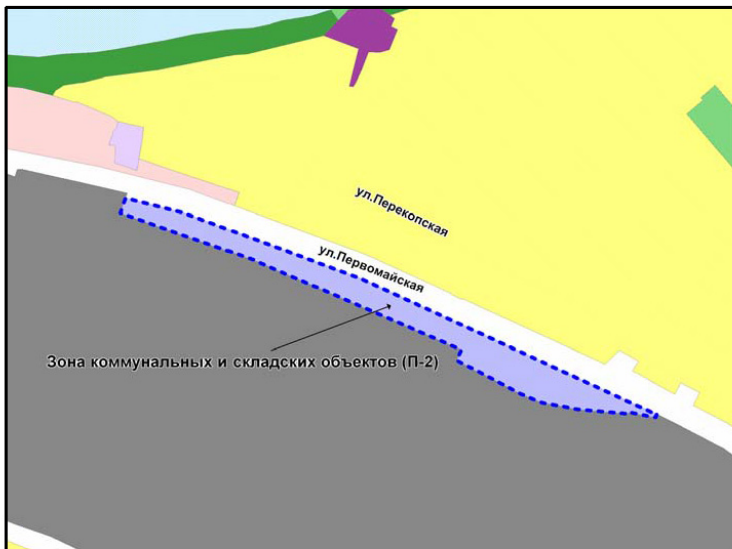 ул.Перекопская
ул.Первомайская
Зона коммунальных и складских объектов (П-2)